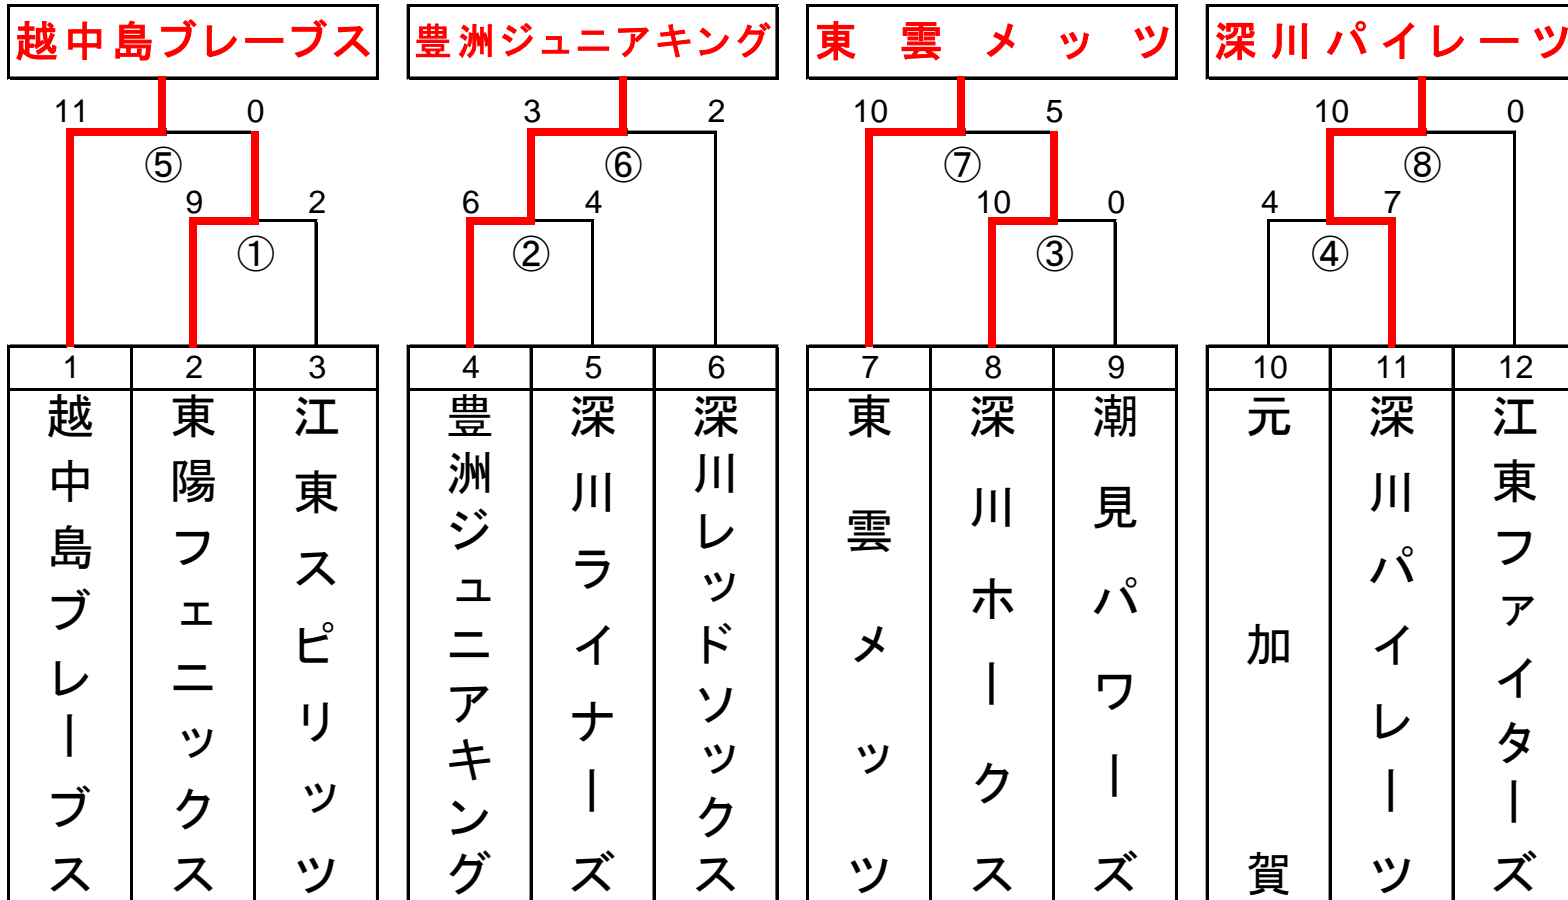 越中島ブレーブス
豊洲ジュニアキング
東雲メッツ
深川パイレーツ
11 0 3 2 10 5 10 0
⑤ ⑥ ⑦ ⑧
9 2 6 4 10 0 4 7
① ② ③ ④
1 2 3 4 5 6 7 8 9 10 11 12
越中島ブレーブス
東陽フェニックス
江東スピリッツ
豊洲ジュニアキング
深川ライナーズ
深川レッドソックス
東雲メッツ
深川ホークス
潮見パワーズ
元加賀
深川パイレーツ
江東ファイターズ